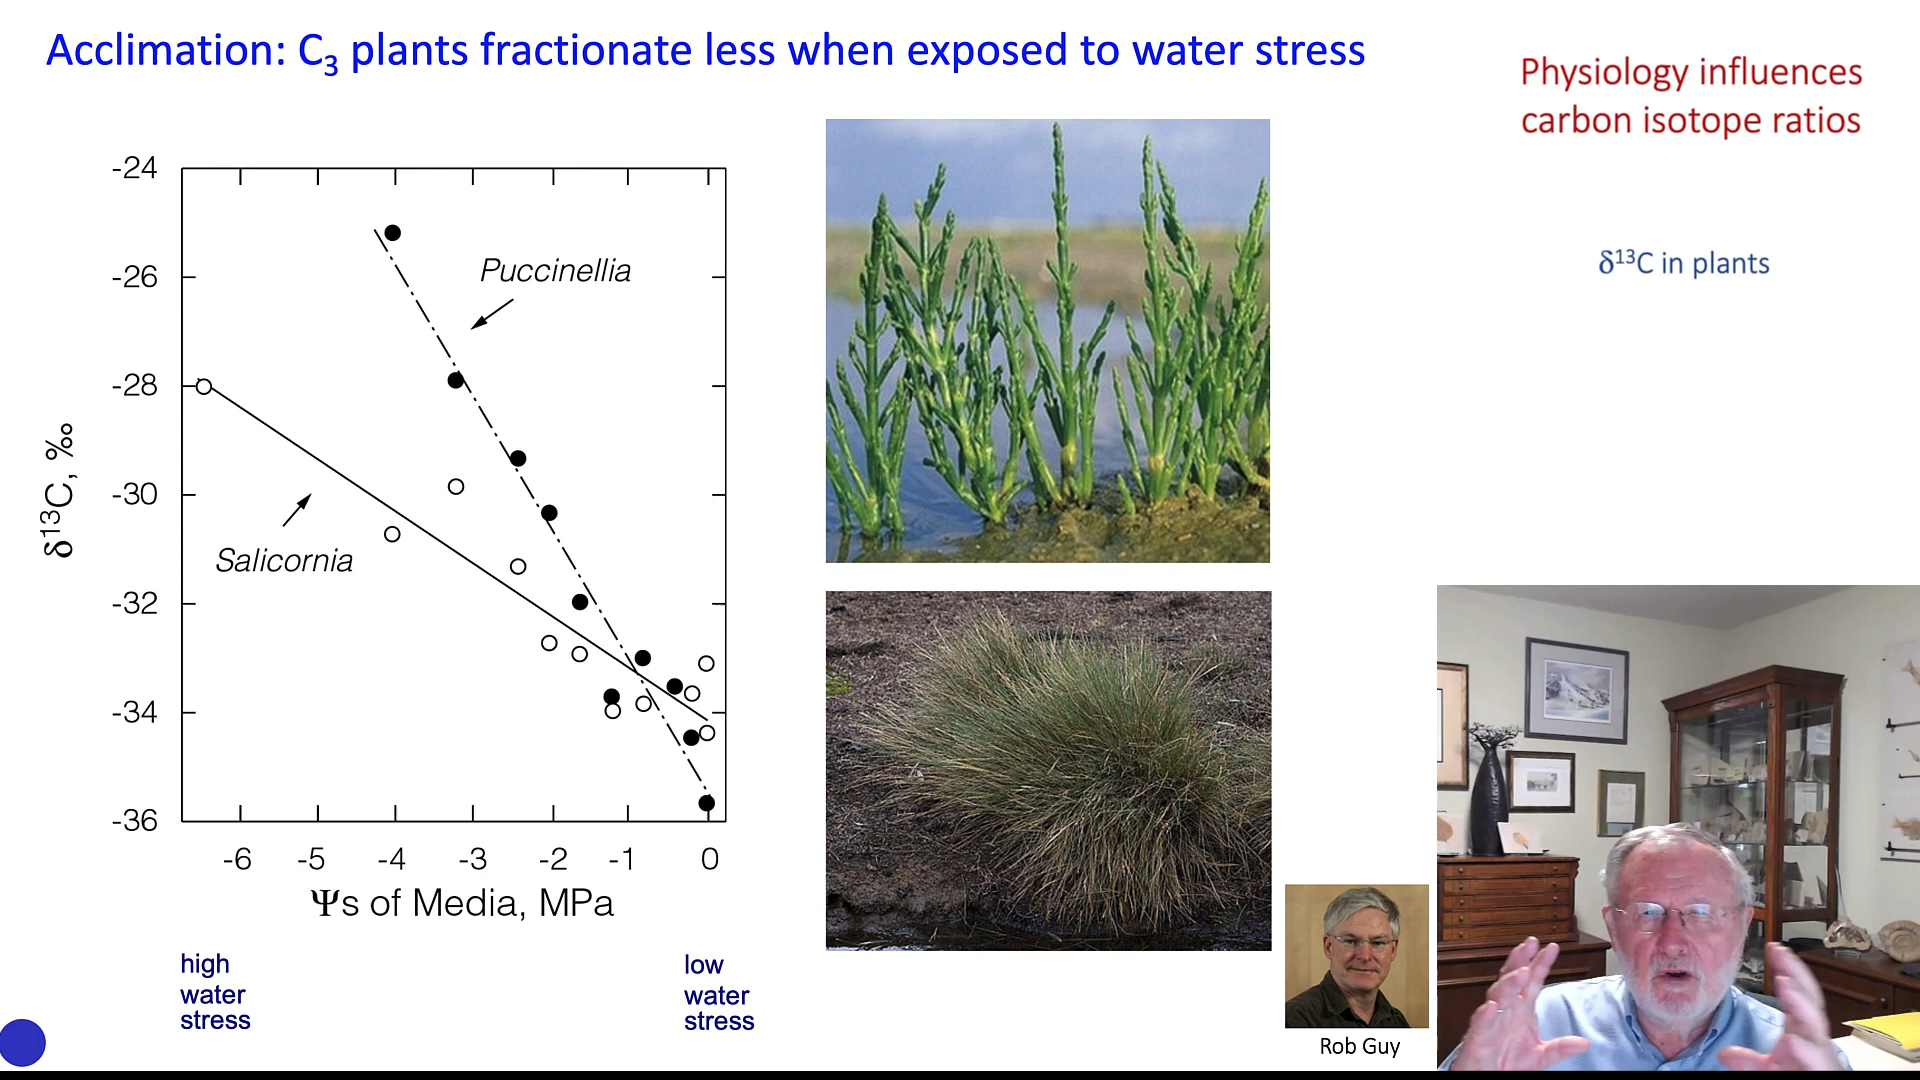 Acclimation: C3 plants fractionate less when exposed to water stress
Physiology influences
carbon isotope ratios
δ13C in plants
-24
-26
-28
-30
-32
-34
-36
δ13C, ‰
Puccinellia
Salicornia
-6 -5 -4 -3 -2 -1 0
Ψs of Media, MPa
high
water
stress
low
water
stress
Rob Guy